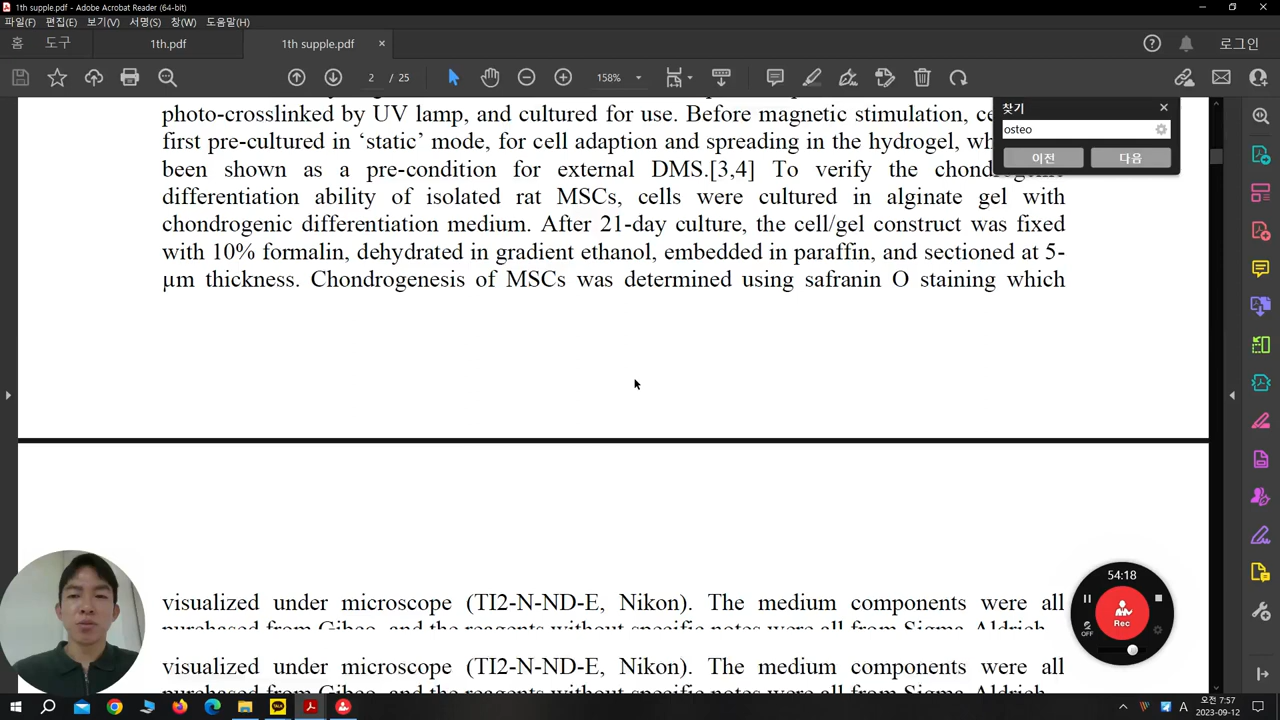 1th supple.pdf - Adobe Acrobat Reader (64-bit)
파일(F) 편집(E) 보기(V) 서명(S) 창(W) 도움말(H)
홈 도구 1th.pdf 1th supple.pdf 로그인
2 / 25 158%
찾기
osteo
이전 다음
photo-crosslinked by UV lamp, and cultured for use. Before magnetic stimulation,
first pre-cultured in ‘static’ mode, for cell adaption and spreading in the hydrogel,
been shown as a pre-condition for external DMS.[3,4] To verify the chondrogenic
differentiation ability of isolated rat MSCs, cells were cultured in alginate gel with
chondrogenic differentiation medium. After 21-day culture, the cell/gel construct was fixed
with 10% formalin, dehydrated in gradient ethanol, embedded in paraffin, and sectioned at 5-
µm thickness. Chondrogenesis of MSCs was determined using safranin O staining which
visualized under microscope (TI2-N-ND-E, Nikon). The medium components were all
purchased from Gibco, and the reagents without specific notes were all from Sigma-Aldrich.
visualized under microscope (TI2-N-ND-E, Nikon). The medium components were all
purchased from Gibco, and the reagents without specific notes were all from Sigma-Aldrich.
54:18
Rec
OFF
TALK
A 오전 7:57
2023-09-12